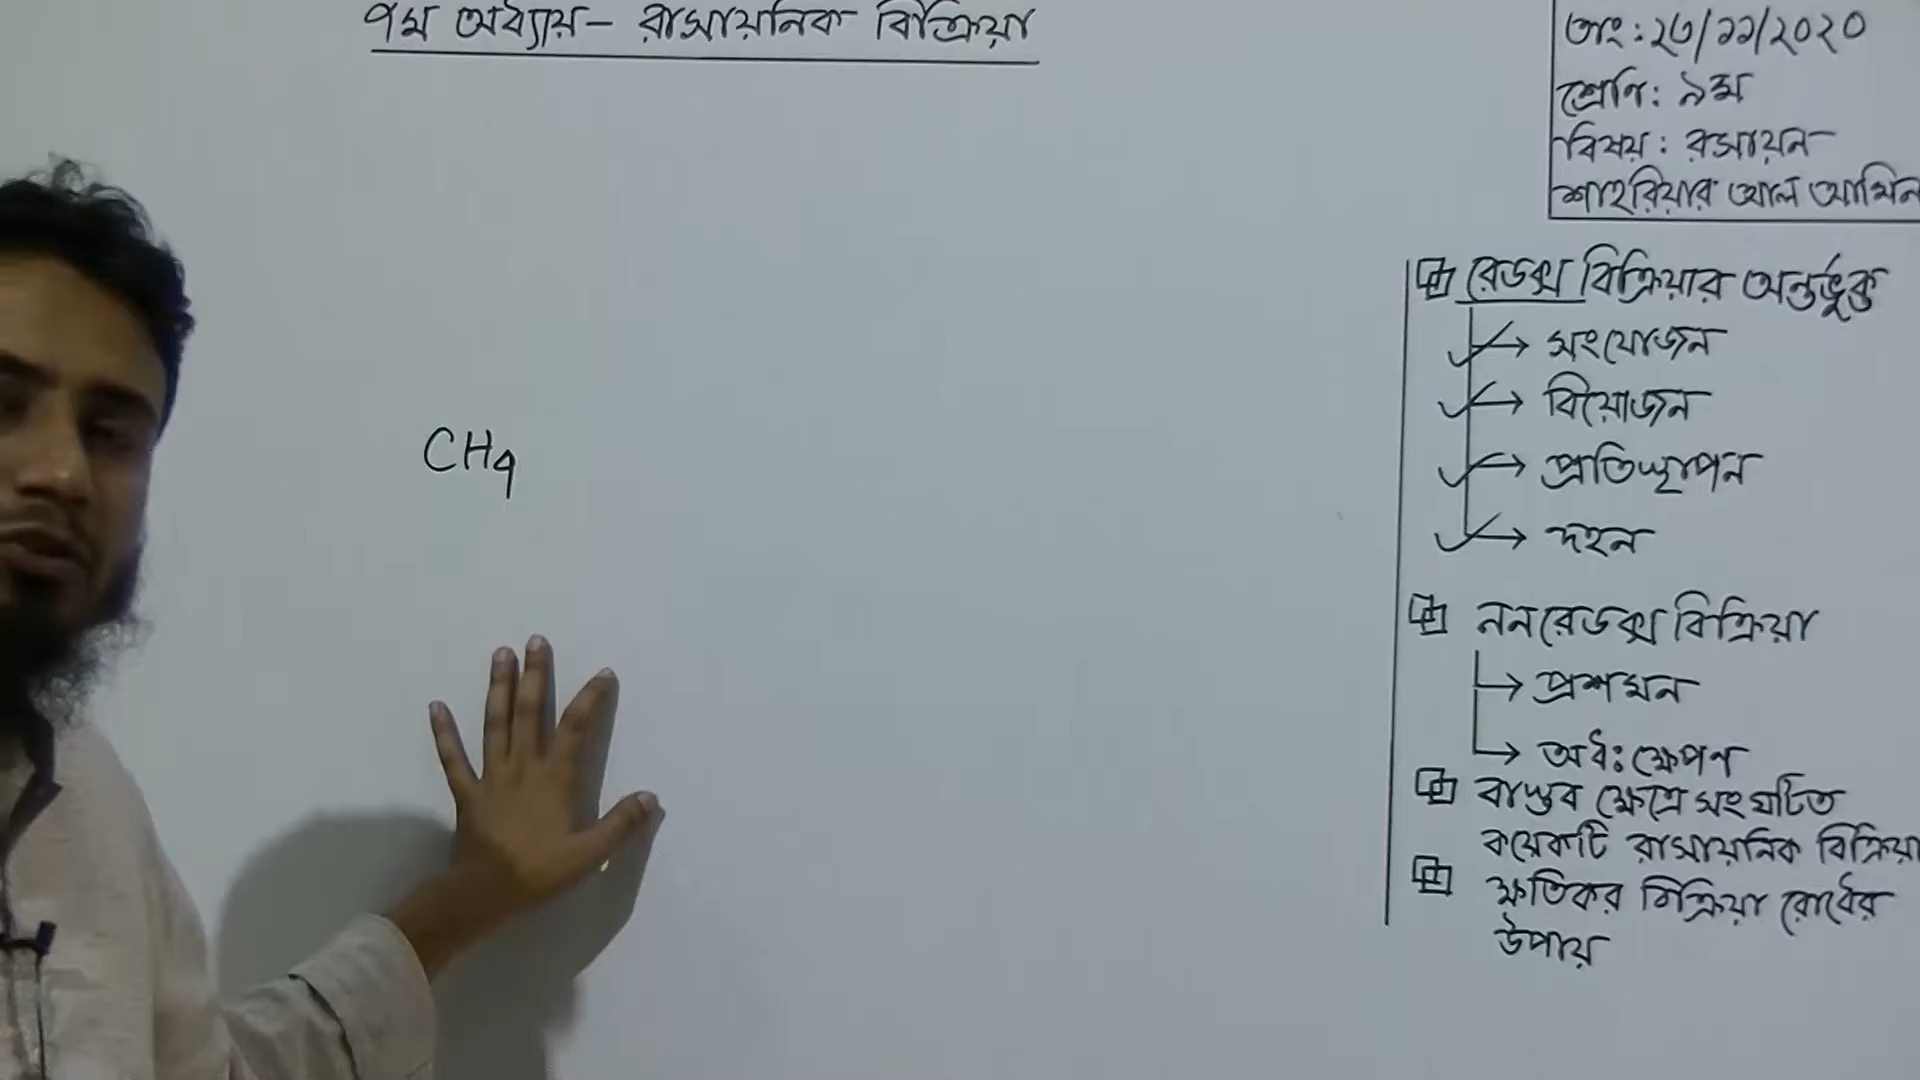 ৭ম অধ্যায় - রাসায়নিক বিক্রিয়া
তাং : ২৩/১১/২০২০
শ্রেণি : ৯ম
বিষয় : রসায়ন
শাহরিয়ার আল আমিন
রেডক্স বিক্রিয়ার অন্তর্ভুক্ত
→ সংযোজন
→ বিয়োজন
→ প্রতিস্থাপন
→ দহন
CH4
ননরেডক্স বিক্রিয়া
→ প্রশমন
→ অধঃক্ষেপণ
বাস্তব ক্ষেত্রে সংঘটিত
কয়েকটি রাসায়নিক বিক্রিয়া
ক্ষতিকর বিক্রিয়া রোধের
উপায়